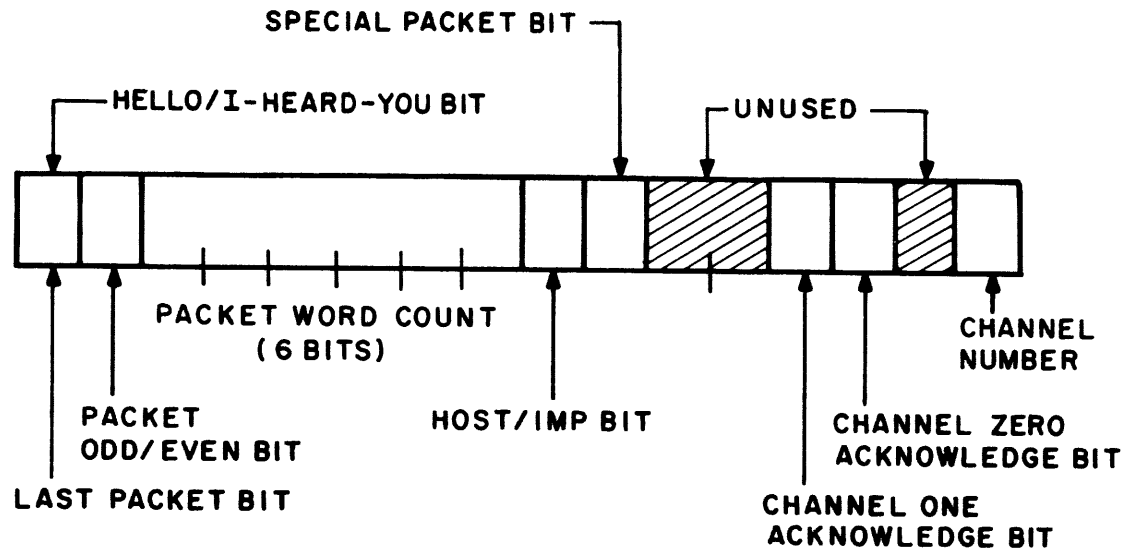 SPECIAL PACKET BIT
HELLO/I-HEARD-YOU BIT
UNUSED
PACKET WORD COUNT
(6 BITS)
CHANNEL
NUMBER
PACKET
ODD/EVEN BIT
HOST/IMP BIT
CHANNEL ZERO
ACKNOWLEDGE BIT
LAST PACKET BIT
CHANNEL ONE
ACKNOWLEDGE BIT